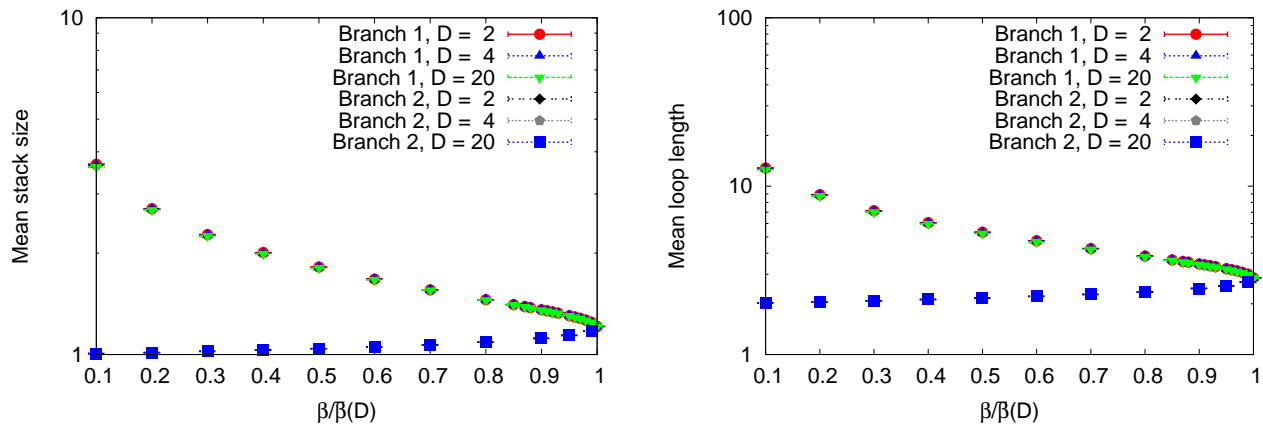 10
1
Mean stack size
Branch 1, D = 2
Branch 1, D = 4
Branch 1, D = 20
Branch 2, D = 2
Branch 2, D = 4
Branch 2, D = 20
0.1 0.2 0.3 0.4 0.5 0.6 0.7 0.8 0.9 1
β/β̄(D)
100
10
1
Mean loop length
Branch 1, D = 2
Branch 1, D = 4
Branch 1, D = 20
Branch 2, D = 2
Branch 2, D = 4
Branch 2, D = 20
0.1 0.2 0.3 0.4 0.5 0.6 0.7 0.8 0.9 1
β/β̄(D)